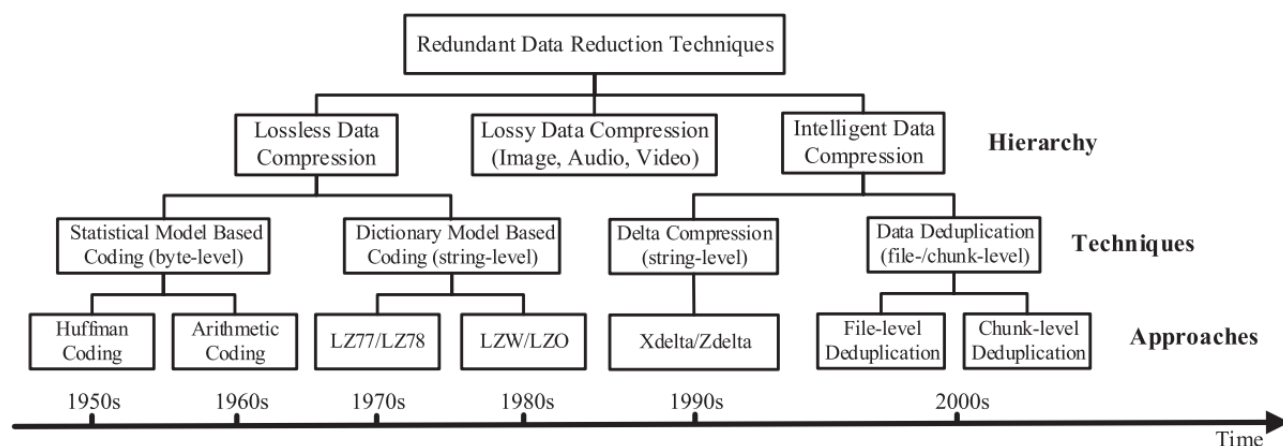 Redundant Data Reduction Techniques
Lossless Data
Compression
Lossy Data Compression
(Image, Audio, Video)
Intelligent Data
Compression
Hierarchy
Statistical Model Based
Coding (byte-level)
Dictionary Model Based
Coding (string-level)
Delta Compression
(string-level)
Data Deduplication
(file-/chunk-level)
Techniques
Huffman
Coding
Arithmetic
Coding
LZ77/LZ78
LZW/LZO
Xdelta/Zdelta
File-level
Deduplication
Chunk-level
Deduplication
Approaches
1950s
1960s
1970s
1980s
1990s
2000s
Time